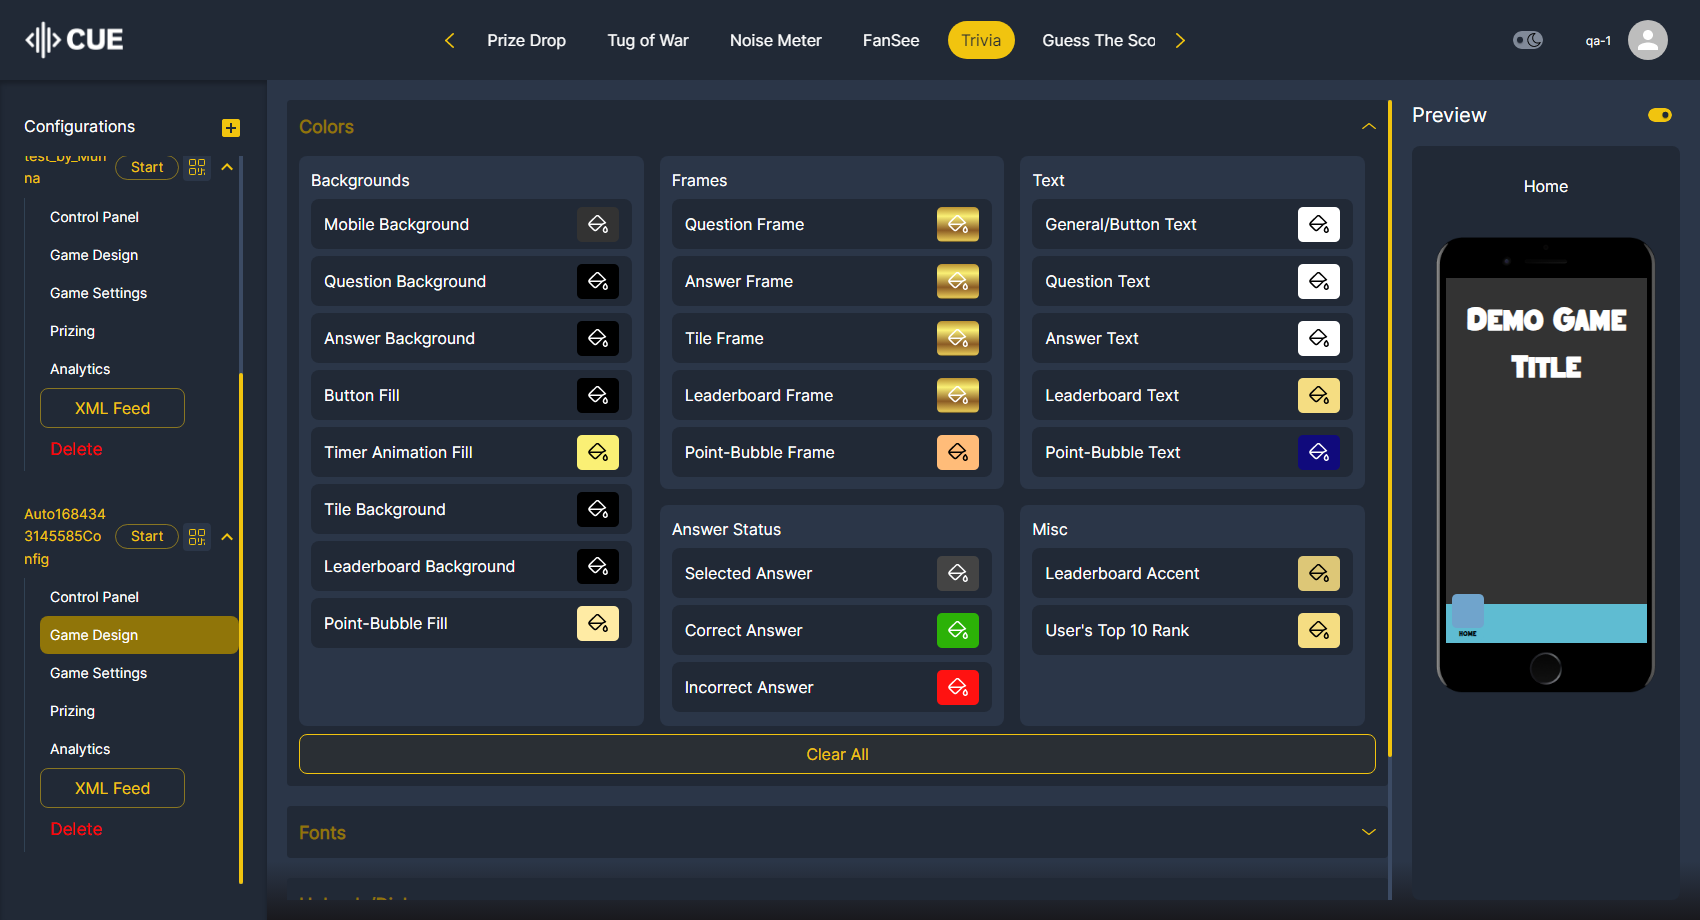 CUE
Prize Drop
Tug of War
Noise Meter
FanSee
Trivia
Guess The Sco
qa-1
Configurations
test_by_Mun
na
Start
Control Panel
Game Design
Game Settings
Prizing
Analytics
XML Feed
Delete
Auto168434
3145585Co
nfig
Start
Control Panel
Game Design
Game Settings
Prizing
Analytics
XML Feed
Delete
Colors
Backgrounds
Mobile Background
Question Background
Answer Background
Button Fill
Timer Animation Fill
Tile Background
Leaderboard Background
Point-Bubble Fill
Frames
Question Frame
Answer Frame
Tile Frame
Leaderboard Frame
Point-Bubble Frame
Text
General/Button Text
Question Text
Answer Text
Leaderboard Text
Point-Bubble Text
Answer Status
Selected Answer
Correct Answer
Incorrect Answer
Misc
Leaderboard Accent
User's Top 10 Rank
Clear All
Fonts
Preview
Home
Demo Game
Title
HOME